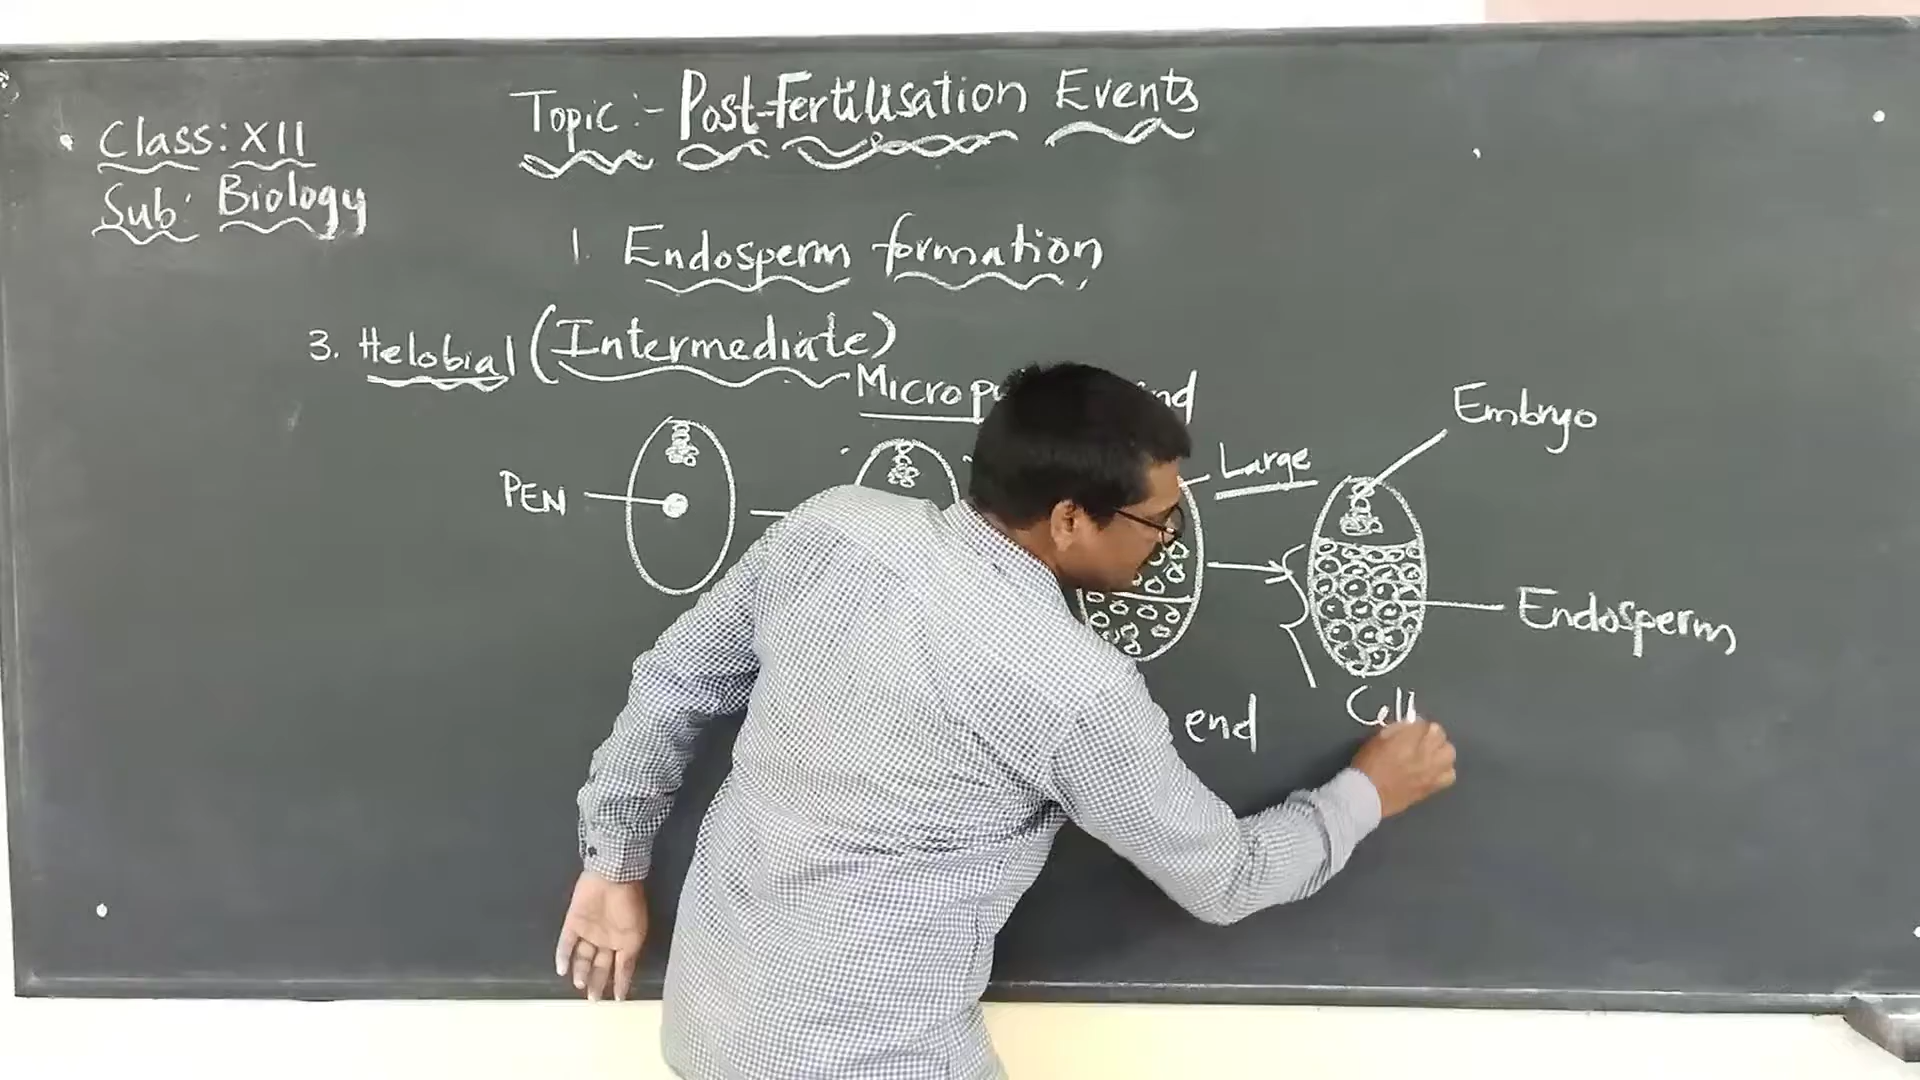 Class: XII
Sub: Biology
Topic:- Post-Fertilisation Events
1. Endosperm formation
3. Helobial (Intermediate)
Large
Embryo
PEN
Endosperm
end
Cell